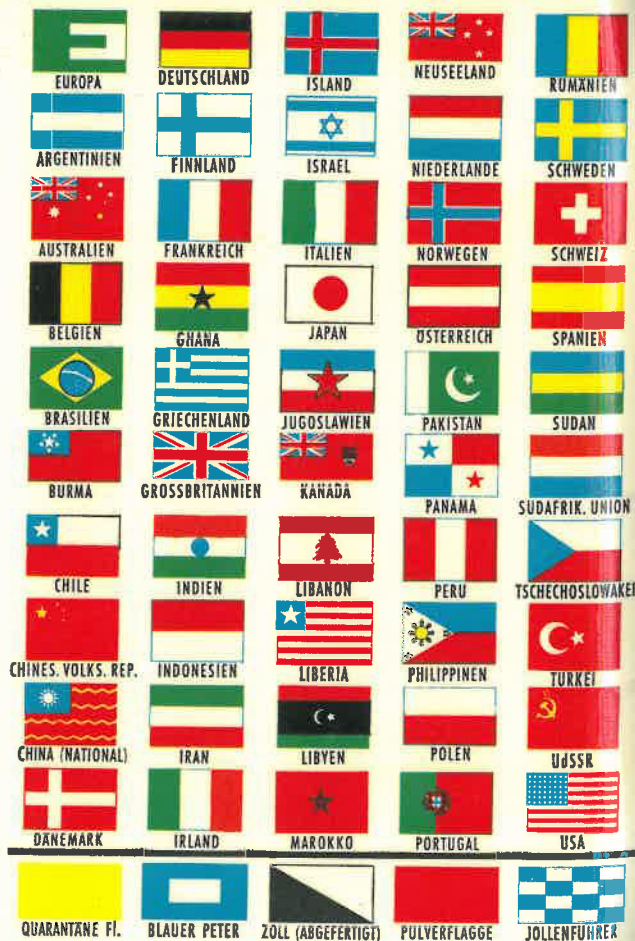 EUROPA DEUTSCHLAND ISLAND NEUSEELAND RUMÄNIEN
ARGENTINIEN FINNLAND ISRAEL NIEDERLANDE SCHWEDEN
AUSTRALIEN FRANKREICH ITALIEN NORWEGEN SCHWEIZ
BELGIEN GHANA JAPAN ÖSTERREICH SPANIEN
BRASILIEN GRIECHENLAND JUGOSLAWIEN PAKISTAN SUDAN
BURMA GROSSBRITANNIEN KANADA PANAMA SÜDAFRIK. UNION
CHILE INDIEN LIBANON PERU TSCHECHOSLOWAKEI
CHINES. VOLKS. REP. INDONESIEN LIBERIA PHILIPPINEN TÜRKEI
CHINA (NATIONAL) IRAN LIBYEN POLEN UdSSR
DÄNEMARK IRLAND MAROKKO PORTUGAL USA
QUARANTÄNE Fl. BLAUER PETER ZOLL (ABGEFERTIGT) PULVERFLAGGE JOLLENFÜHRER